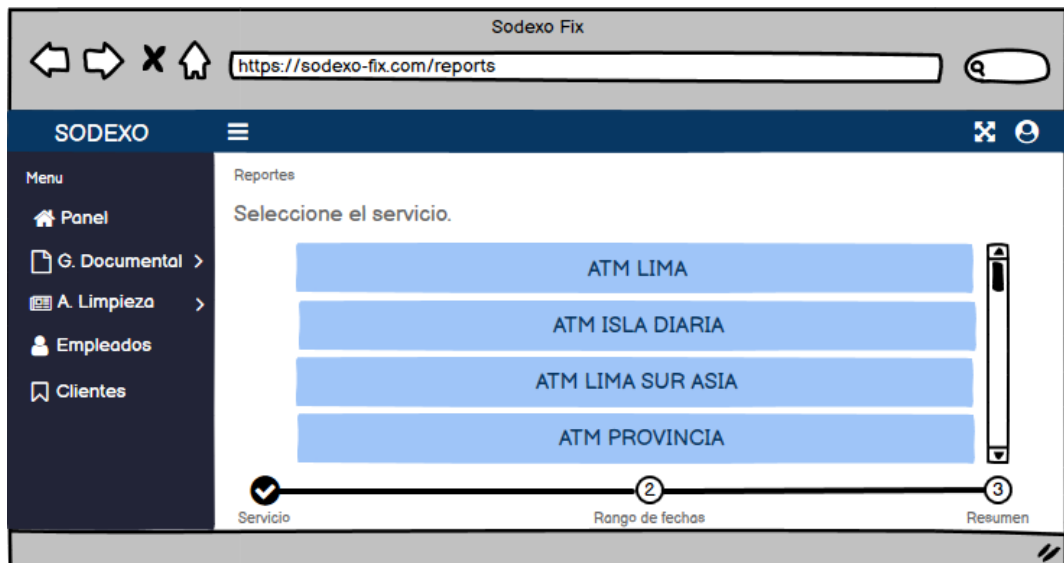 Sodexo Fix
https://sodexo-fix.com/reports
SODEXO
Menu
Panel
G. Documental
A. Limpieza
Empleados
Clientes
Reportes
Seleccione el servicio.
ATM LIMA
ATM ISLA DIARIA
ATM LIMA SUR ASIA
ATM PROVINCIA
2
3
Servicio
Rango de fechas
Resumen